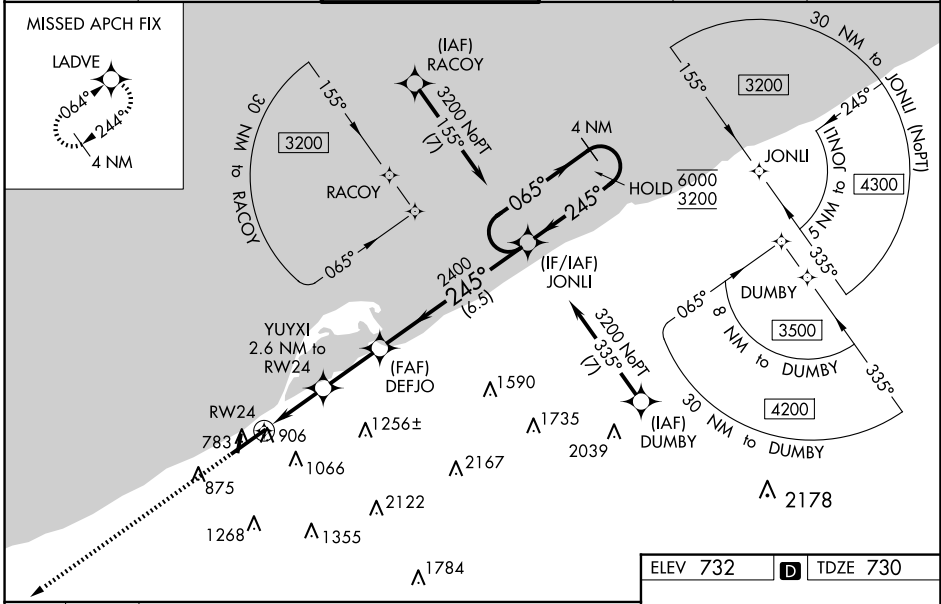 MISSED APCH FIX
LADVE
064°
244°
4 NM
(IAF)
RACOY
3200 NoPT
155°
(7)
30 NM to RACOY
155°
3200
RACOY
065°
4 NM
065°
245°
HOLD
6000
3200
(IF/IAF)
JONLI
2400
245°
(6.5)
30 NM to JONLI (NoPT)
155°
3200
245°
JONLI
5 NM to JONLI
4300
335°
065°
DUMBY
8 NM to DUMBY
3500
335°
30 NM to DUMBY
4200
3200 NoPT
335°
(7)
(IAF)
DUMBY
YUYXI
2.6 NM to
RW24
(FAF)
DEFJO
RW24
783
906
875
1066
1256±
1590
1735
2039
2167
2122
1268
1355
1784
2178
ELEV 732
D
TDZE 730